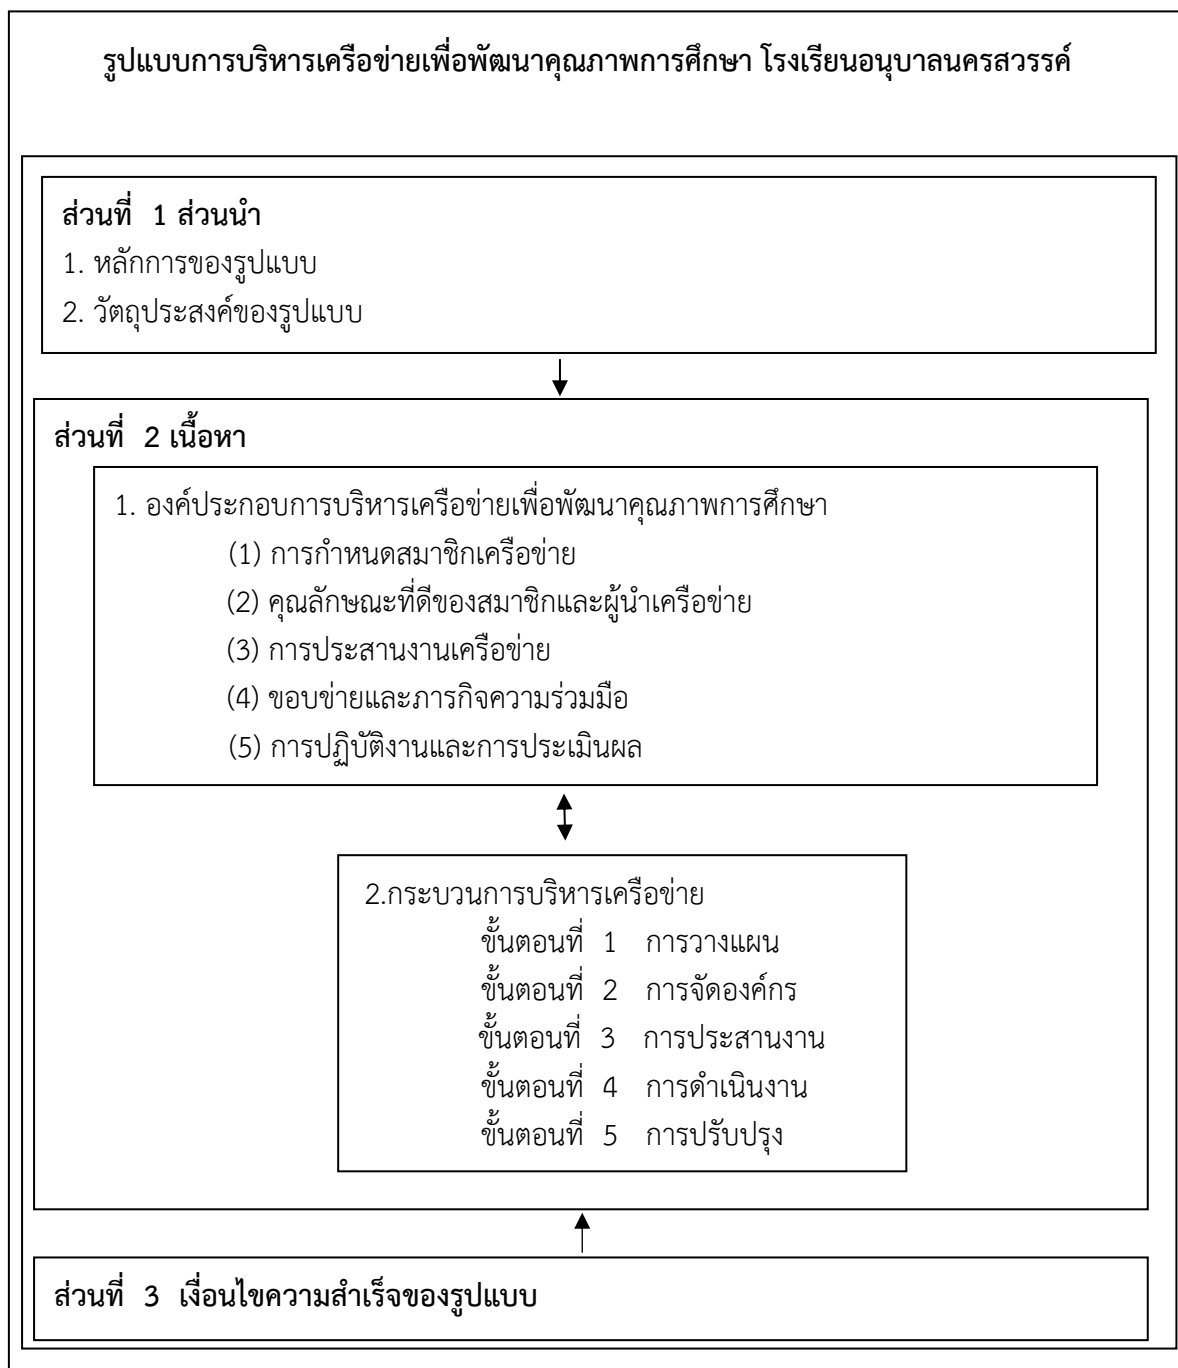 รูปแบบการบริหารเครือข่ายเพื่อพัฒนาคุณภาพการศึกษา โรงเรียนอนุบาลนครสวรรค์
ส่วนที่ 1 ส่วนนำ
1. หลักการของรูปแบบ
2. วัตถุประสงค์ของรูปแบบ
ส่วนที่ 2 เนื้อหา
1. องค์ประกอบการบริหารเครือข่ายเพื่อพัฒนาคุณภาพการศึกษา
(1) การกำหนดสมาชิกเครือข่าย
(2) คุณลักษณะที่ดีของสมาชิกและผู้นำเครือข่าย
(3) การประสานงานเครือข่าย
(4) ขอบข่ายและภารกิจความร่วมมือ
(5) การปฏิบัติงานและการประเมินผล
2.กระบวนการบริหารเครือข่าย
ขั้นตอนที่ 1 การวางแผน
ขั้นตอนที่ 2 การจัดองค์กร
ขั้นตอนที่ 3 การประสานงาน
ขั้นตอนที่ 4 การดำเนินงาน
ขั้นตอนที่ 5 การปรับปรุง
ส่วนที่ 3 เงื่อนไขความสำเร็จของรูปแบบ